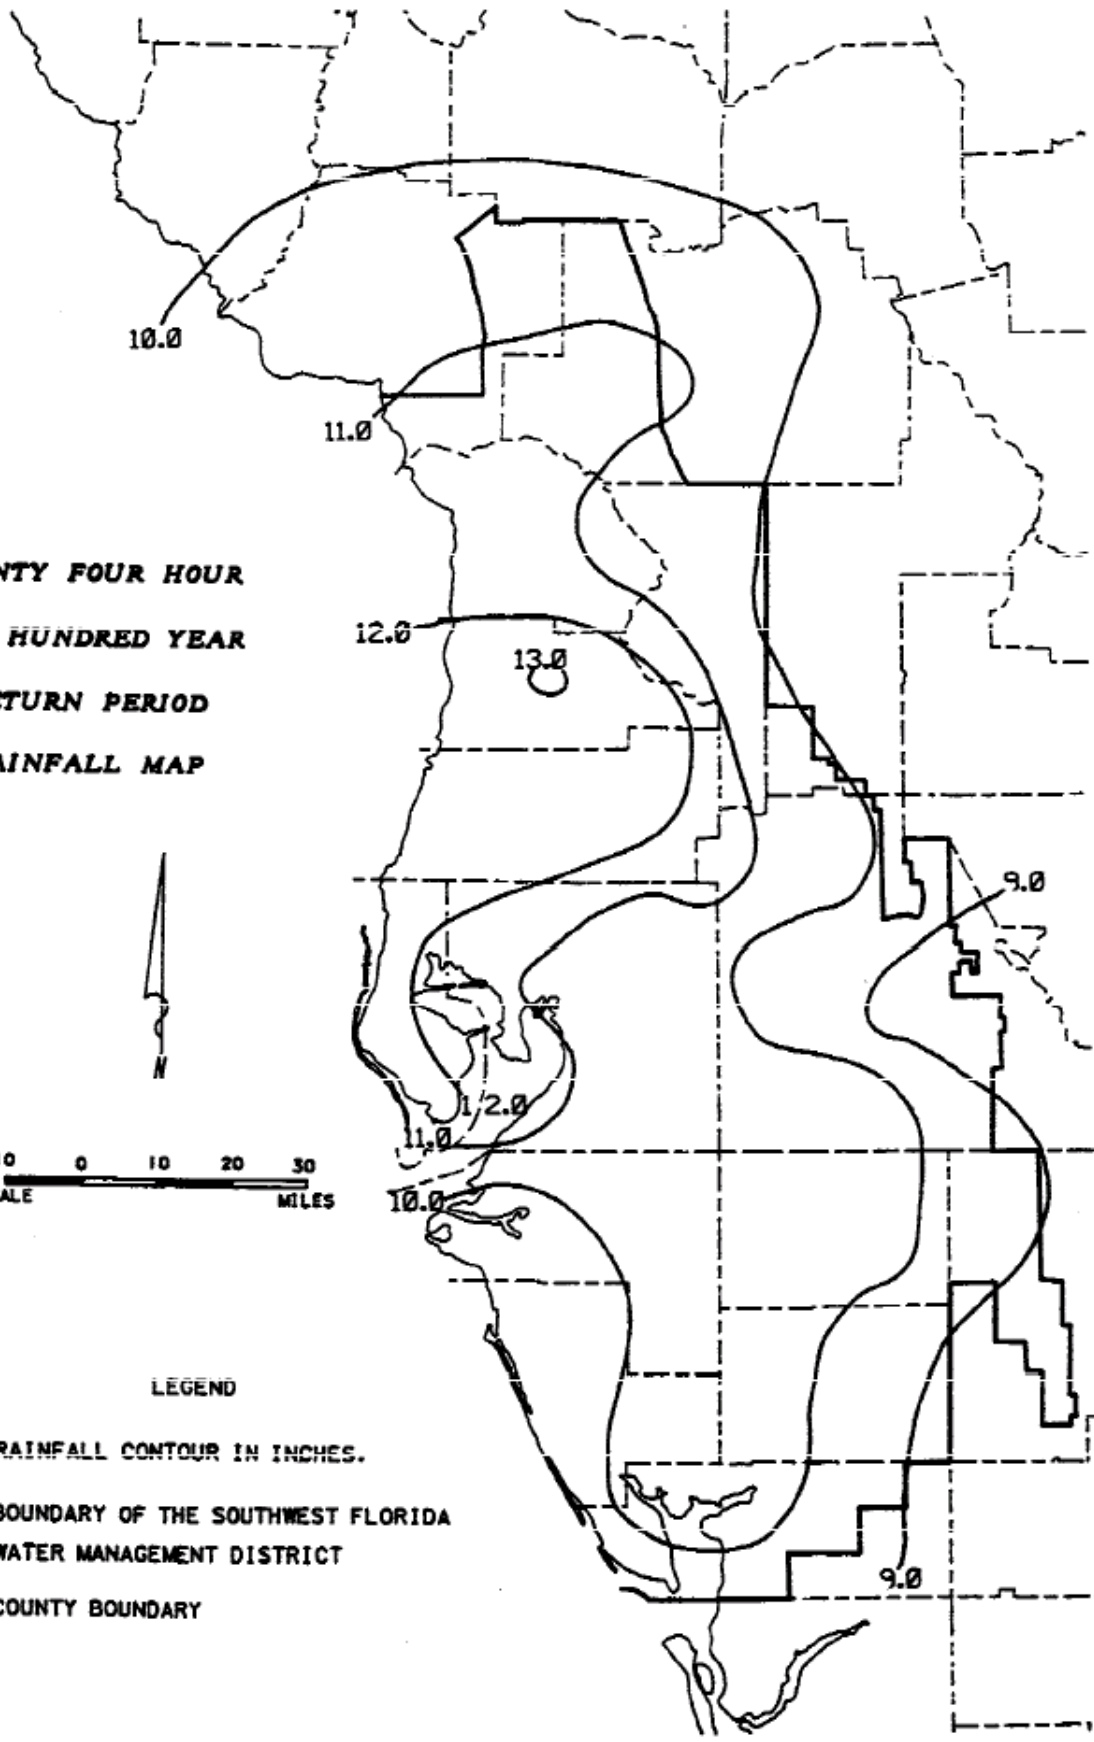 10.0
11.0
NTY FOUR HOUR
12.0
HUNDRED YEAR
13.0
TURN PERIOD
AINFALL MAP
9.0
N
12.0
11.0
10 0 10 20 30
ALE MILES
10.0
LEGEND
RAINFALL CONTOUR IN INCHES.
BOUNDARY OF THE SOUTHWEST FLORIDA
WATER MANAGEMENT DISTRICT
9.0
COUNTY BOUNDARY